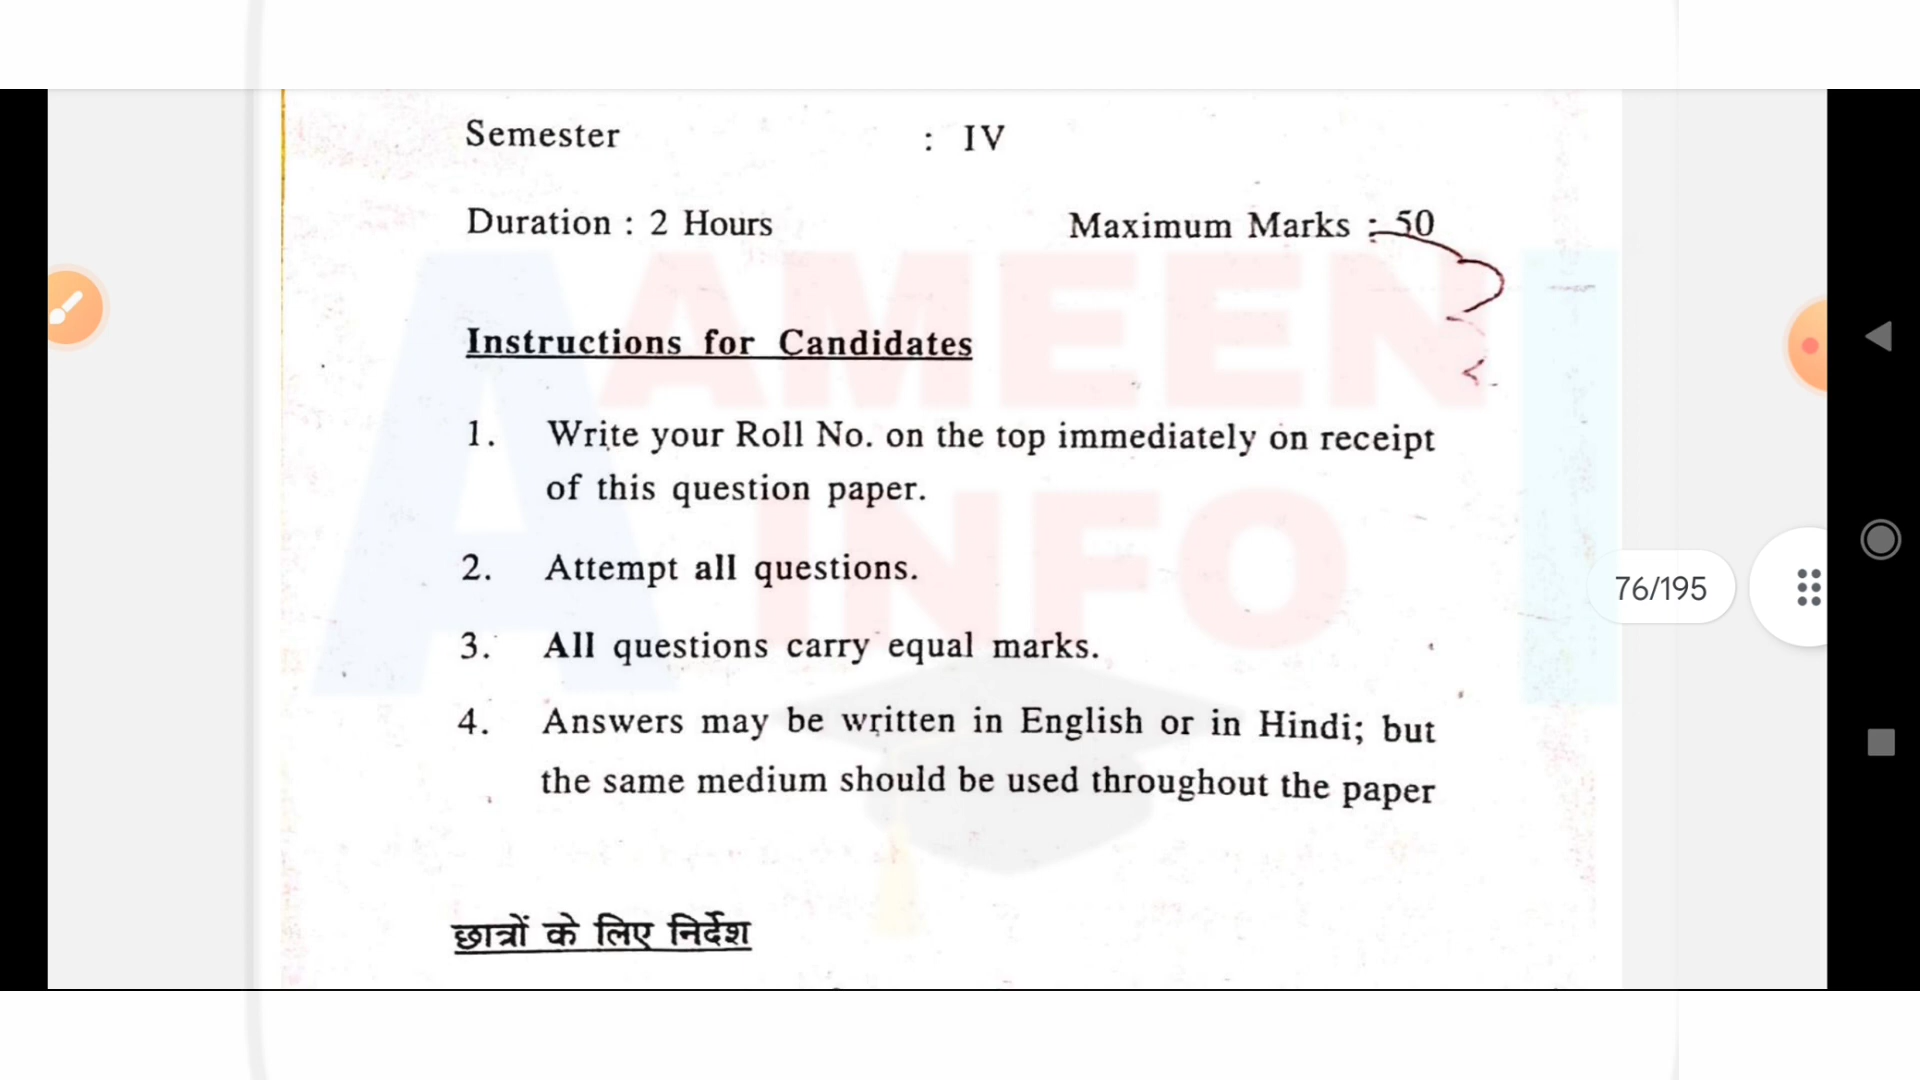 Semester : IV
Duration : 2 Hours Maximum Marks : 50
Instructions for Candidates
1. Write your Roll No. on the top immediately on receipt
of this question paper.
2. Attempt all questions.
3. All questions carry equal marks.
4. Answers may be written in English or in Hindi; but
the same medium should be used throughout the paper
छात्रों के लिए निर्देश
AMEEN
INFO
76/195